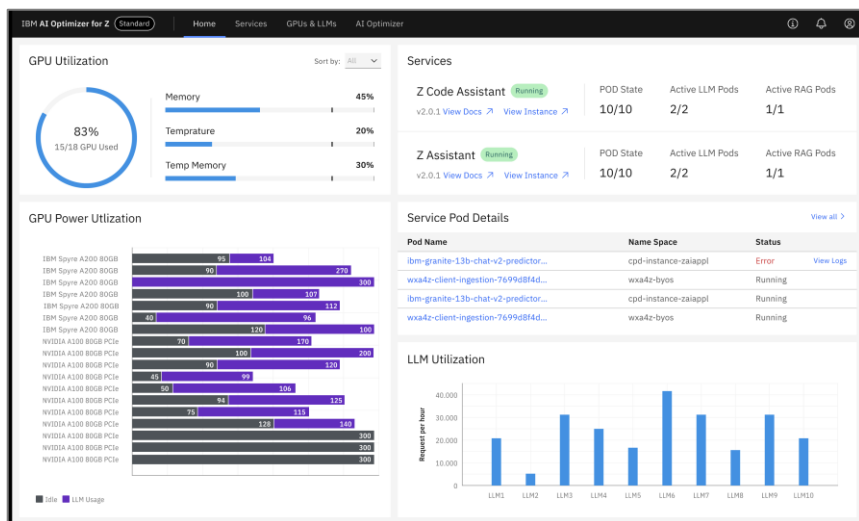 IBM AI Optimizer for Z Standard Home Services GPUs & LLMs AI Optimizer
GPU Utilization Sort by: All
83%
15/18 GPU Used
Memory 45%
Temprature 20%
Temp Memory 30%
Services
Z Code Assistant Running POD State Active LLM Pods Active RAG Pods
v2.0.1 View Docs View Instance 10/10 2/2 1/1
Z Assistant Running POD State Active LLM Pods Active RAG Pods
v2.0.1 View Docs View Instance 10/10 2/2 1/1
GPU Power Utlization
IBM Spyre A200 80GB 95 104
IBM Spyre A200 80GB 90 270
IBM Spyre A200 80GB 300
IBM Spyre A200 80GB 100 107
IBM Spyre A200 80GB 90 112
IBM Spyre A200 80GB 40 96
IBM Spyre A200 80GB 120 100
NVIDIA A100 80GB PCIe 70 170
NVIDIA A100 80GB PCIe 100 200
NVIDIA A100 80GB PCIe 90 120
NVIDIA A100 80GB PCIe 45 99
NVIDIA A100 80GB PCIe 50 106
NVIDIA A100 80GB PCIe 94 125
NVIDIA A100 80GB PCIe 75 115
NVIDIA A100 80GB PCIe 128 140
NVIDIA A100 80GB PCIe 300
NVIDIA A100 80GB PCIe 300
NVIDIA A100 80GB PCIe 300
Idle LLM Usage
Service Pod Details View all
Pod Name Name Space Status
ibm-granite-13b-chat-v2-predictor... cpd-instance-zaiappl Error View Logs
wxa4z-client-ingestion-7699d8f4d... wxa4z-byos Running
ibm-granite-13b-chat-v2-predictor... cpd-instance-zaiappl Running
wxa4z-client-ingestion-7699d8f4d... wxa4z-byos Running
LLM Utilization
Request per hour
40.000
30.000
20.000
10.000
0
LLM1 LLM2 LLM3 LLM4 LLM5 LLM6 LLM7 LLM8 LLM9 LLM10